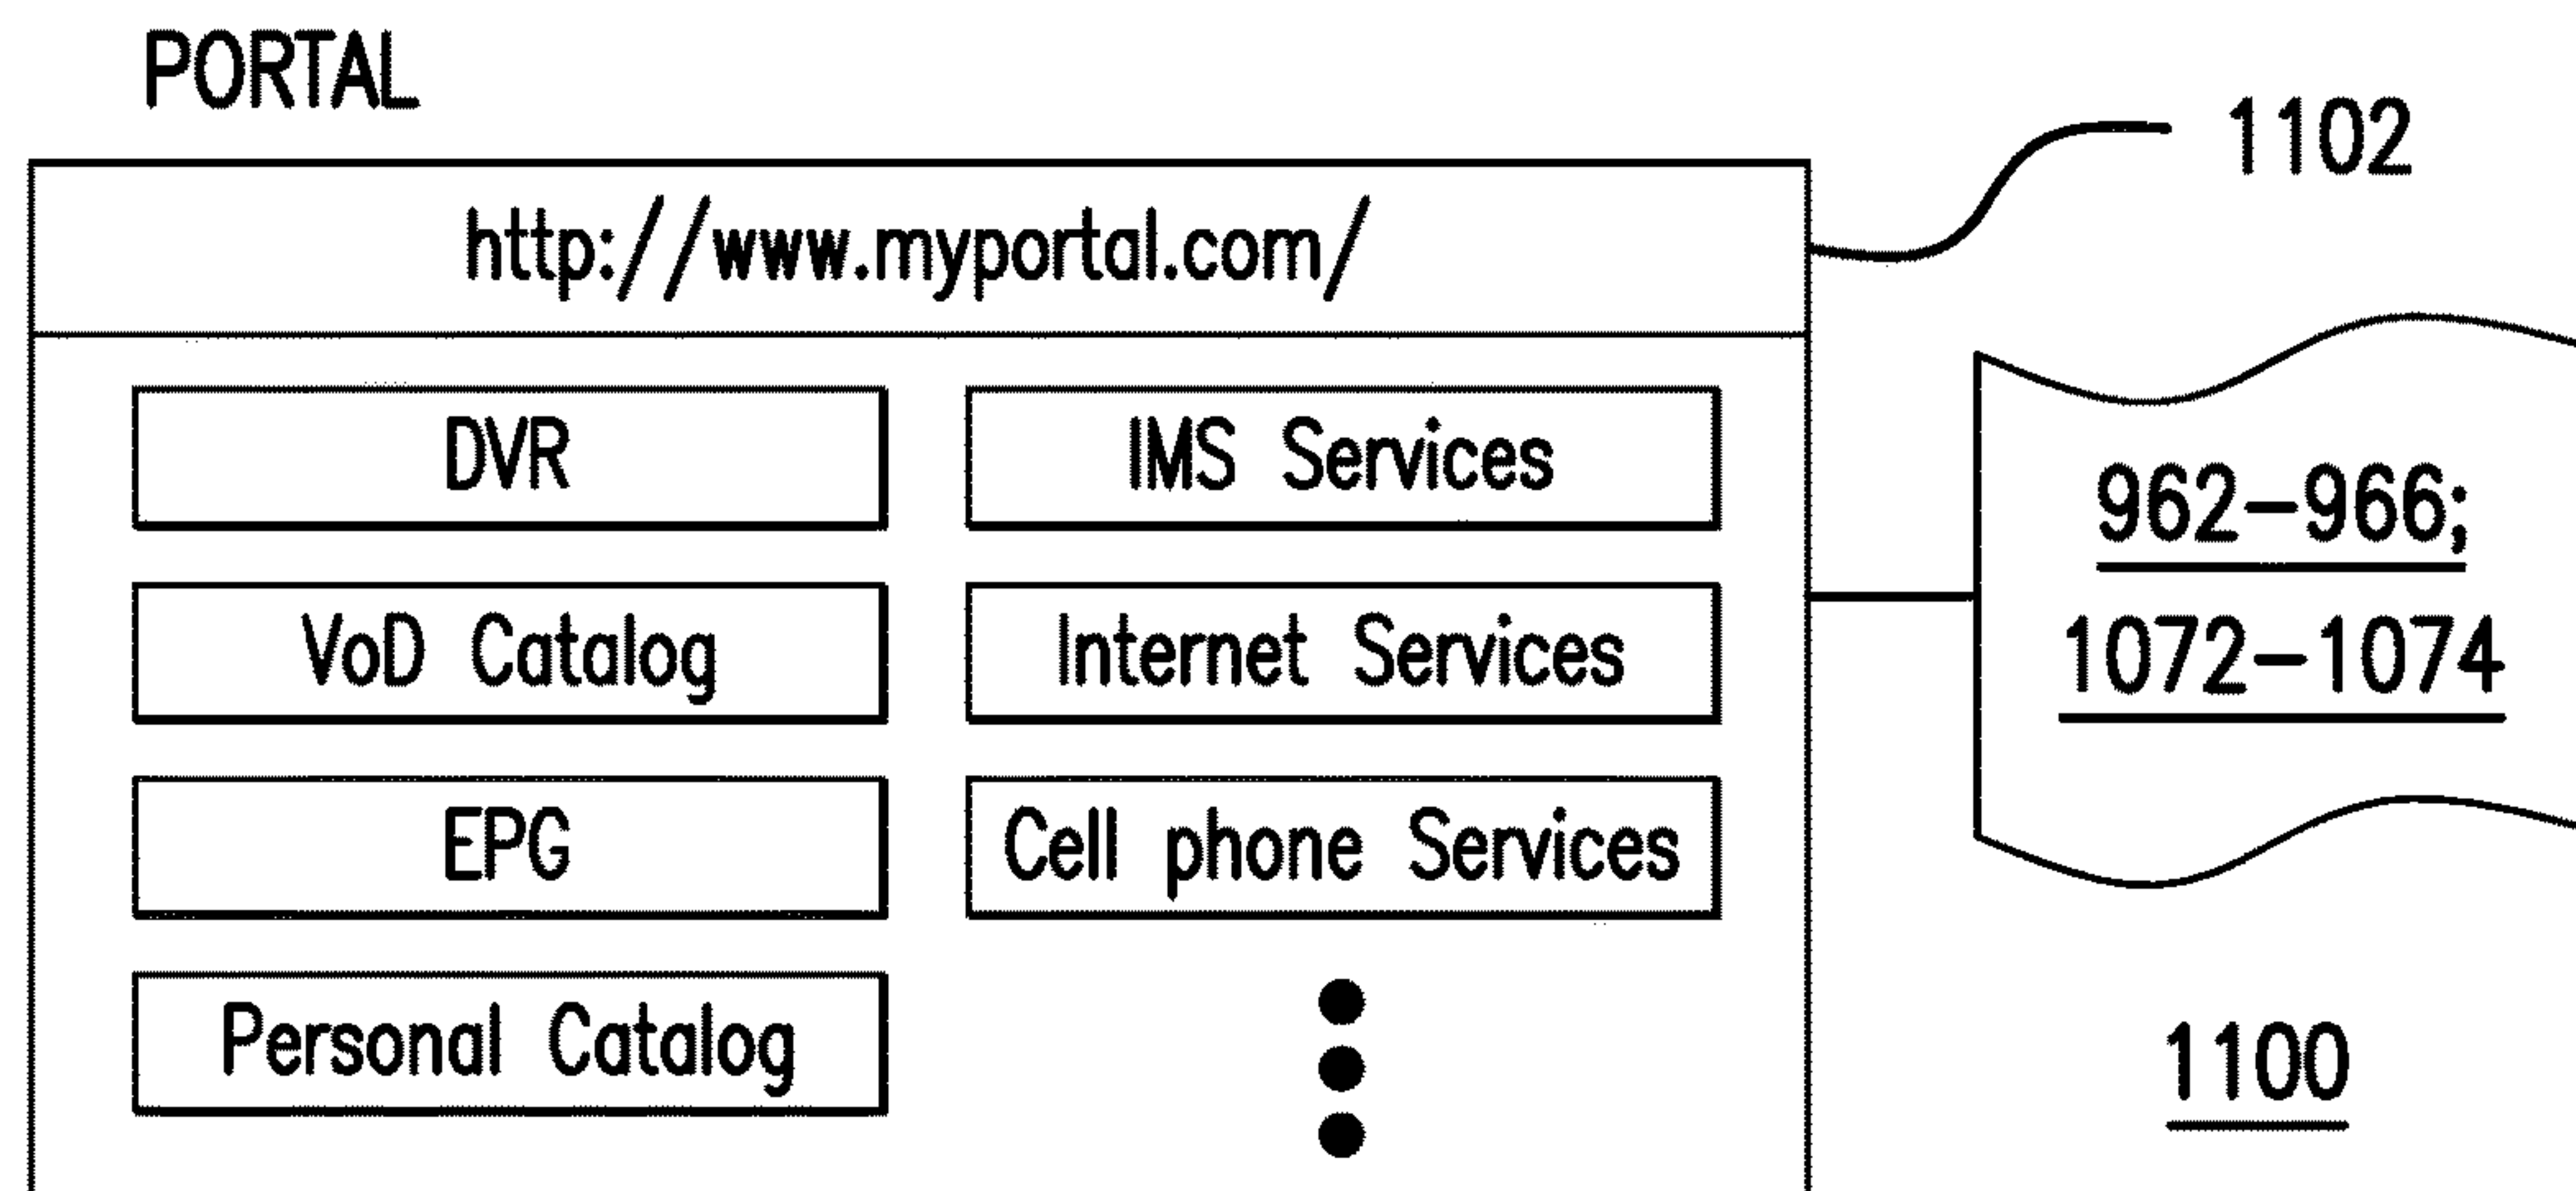 PORTAL
1102
http://www.myportal.com/
DVR
IMS Services
962-966;
1072-1074
VoD Catalog
Internet Services
EPG
Cell phone Services
Personal Catalog
1100